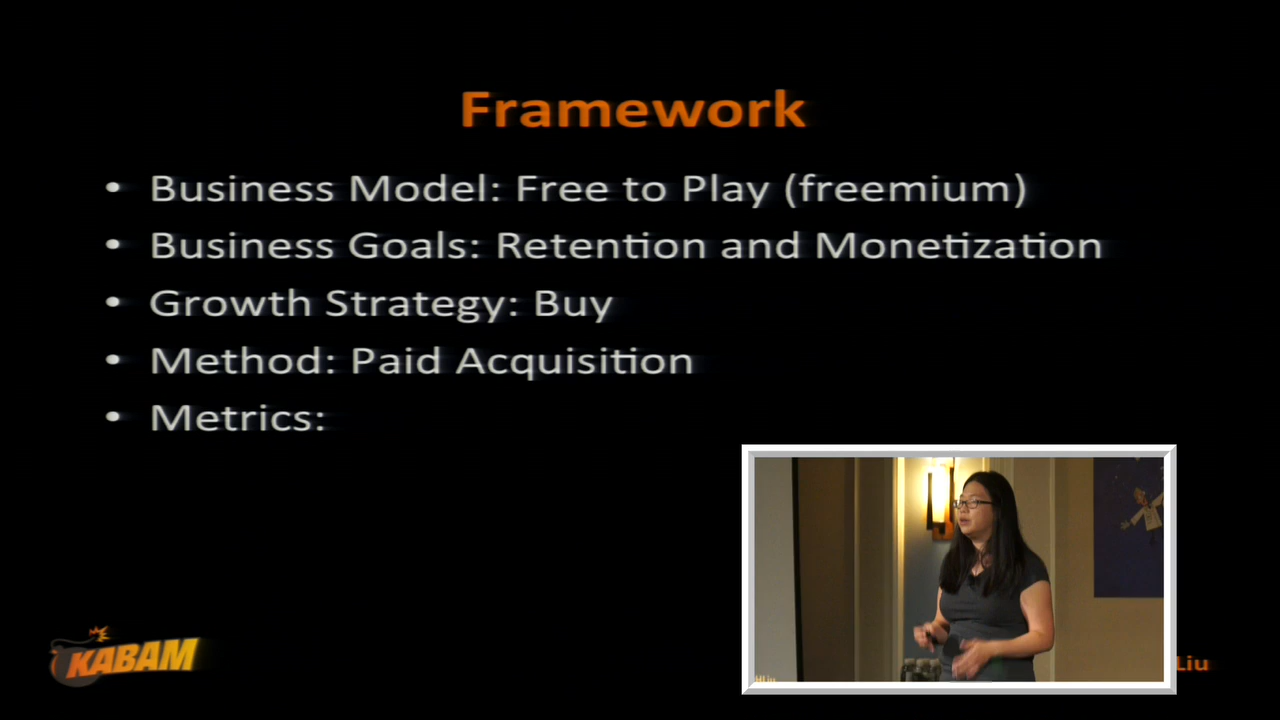 Framework
• Business Model: Free to Play (freemium)
• Business Goals: Retention and Monetization
• Growth Strategy: Buy
• Method: Paid Acquisition
• Metrics:
KABAM
Liu